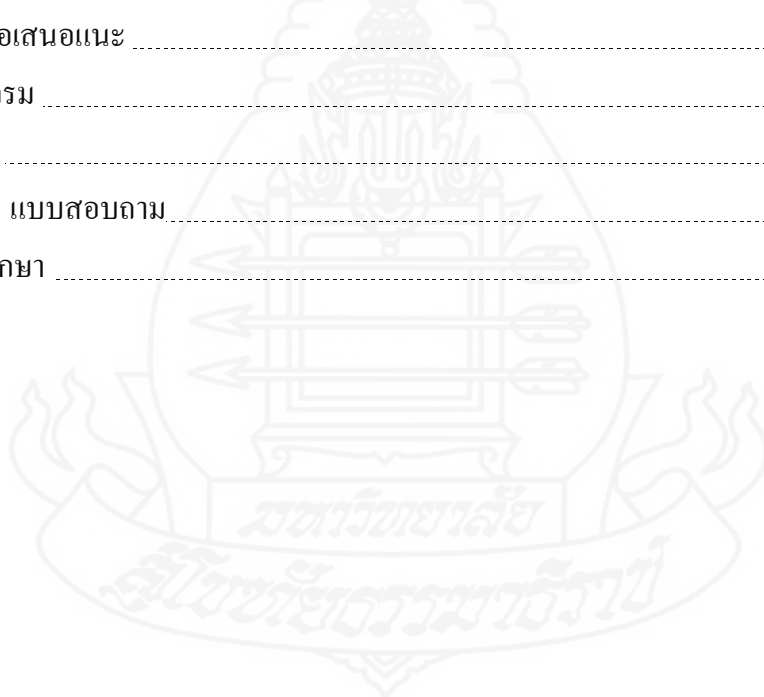 อเสนอแนะ
รม
แบบสอบถาม
กษา
มหาวิทยาลัย
สุโขทัยธรรมาธิราช